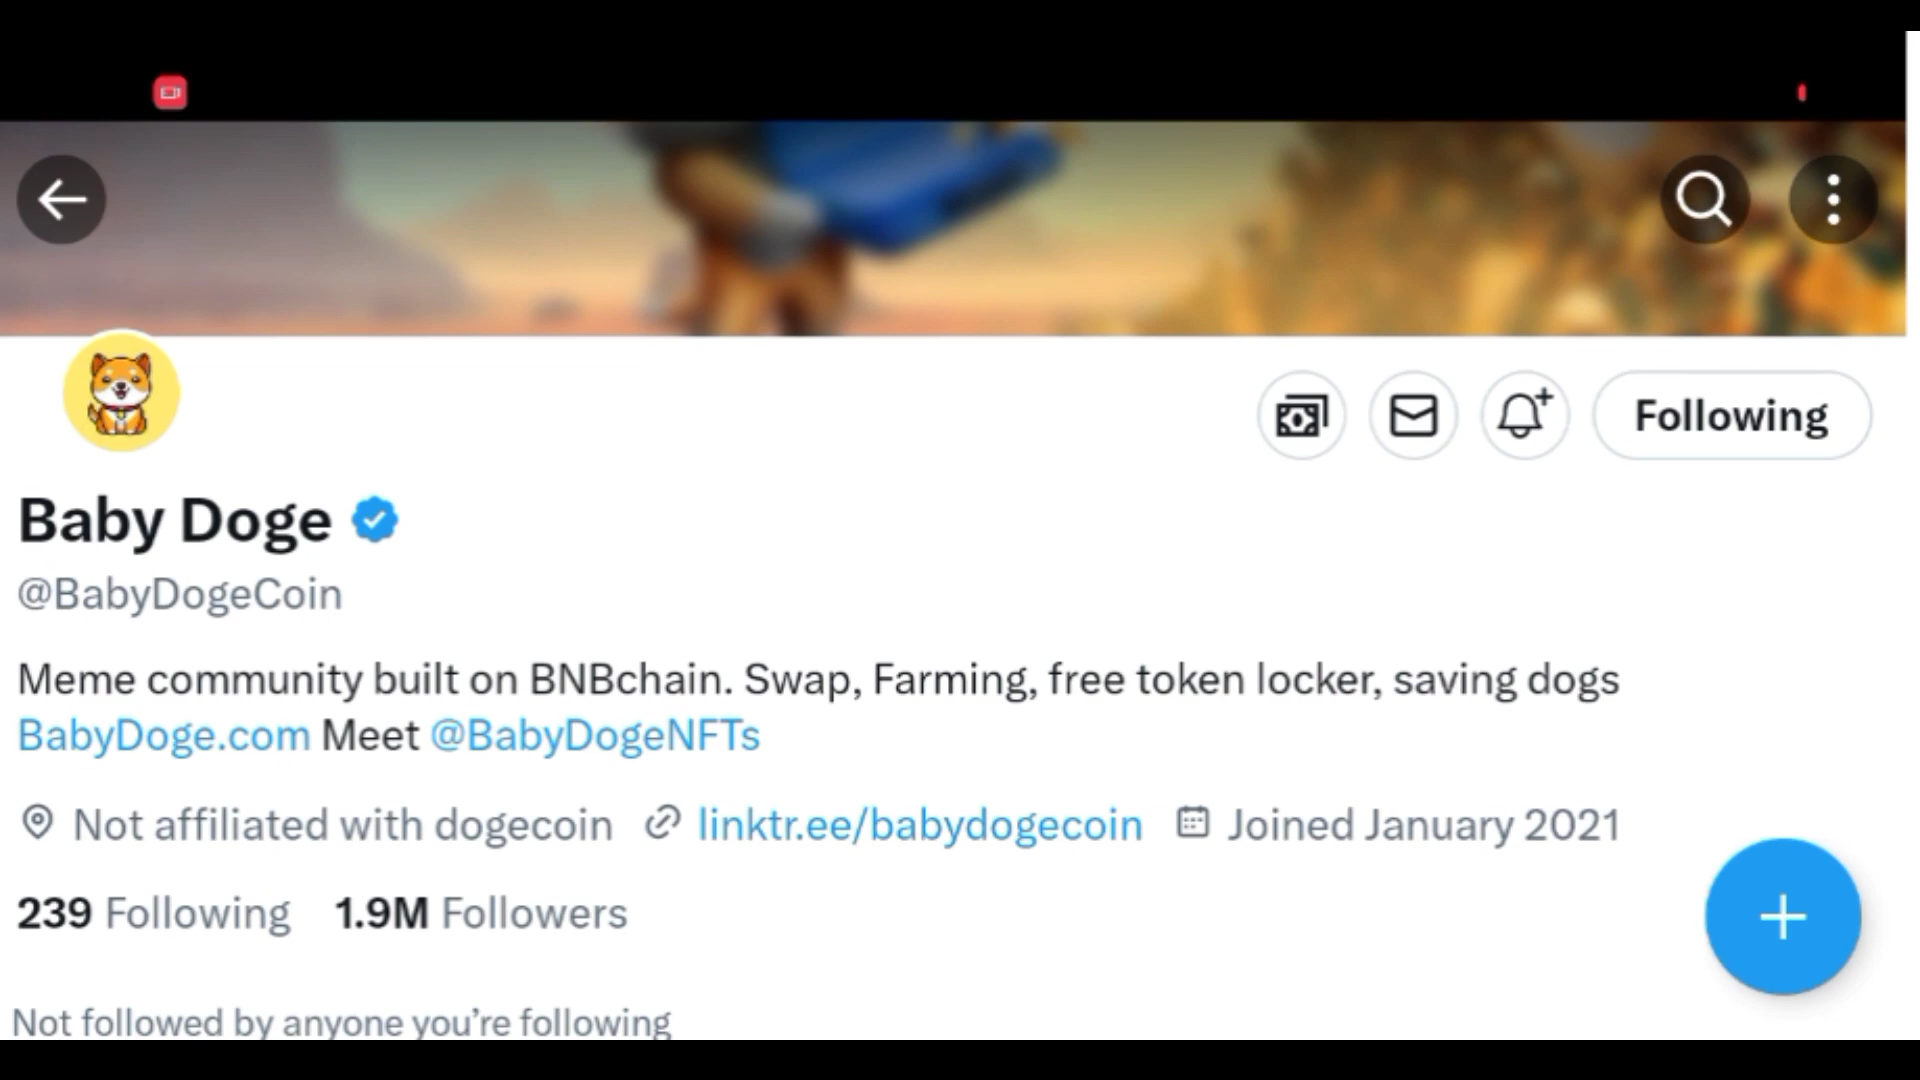 Following
Baby Doge
@BabyDogeCoin
Meme community built on BNBchain. Swap, Farming, free token locker, saving dogs
BabyDoge.com Meet @BabyDogeNFTs
Not affiliated with dogecoin linktr.ee/babydogecoin Joined January 2021
239 Following 1.9M Followers
Not followed by anyone you’re following